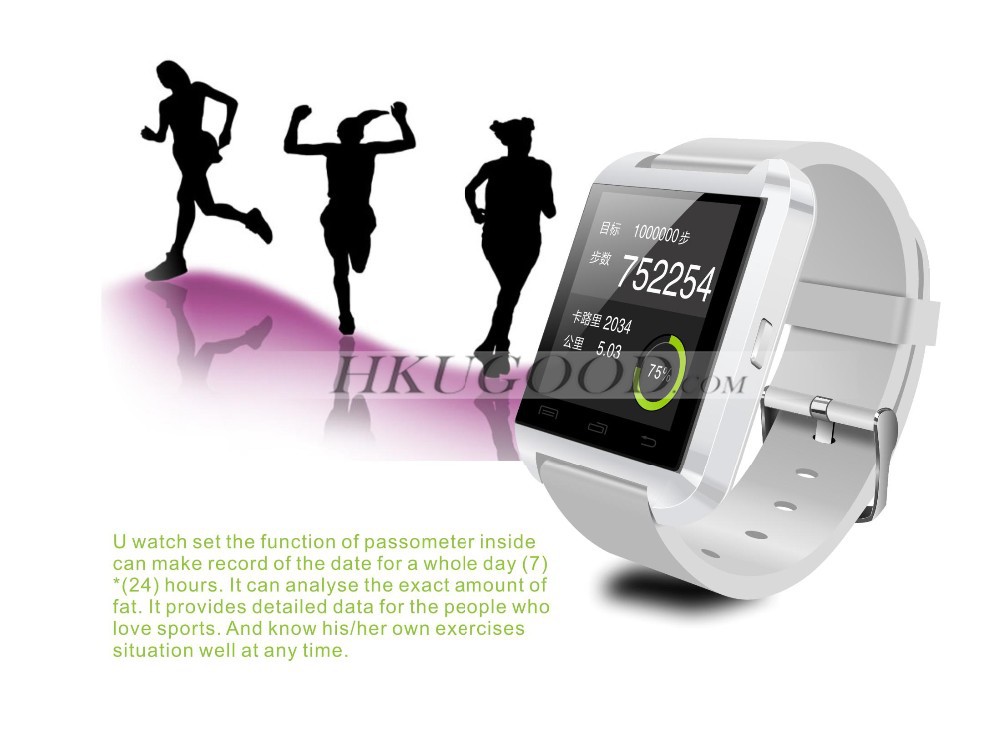 目标 1000000步
步数 752254
卡路里 2034
公里 5.03
75%
HKUGOOD.COM
U watch set the function of passometer inside
can make record of the date for a whole day (7)
*(24) hours. It can analyse the exact amount of
fat. It provides detailed data for the people who
love sports. And know his/her own exercises
situation well at any time.